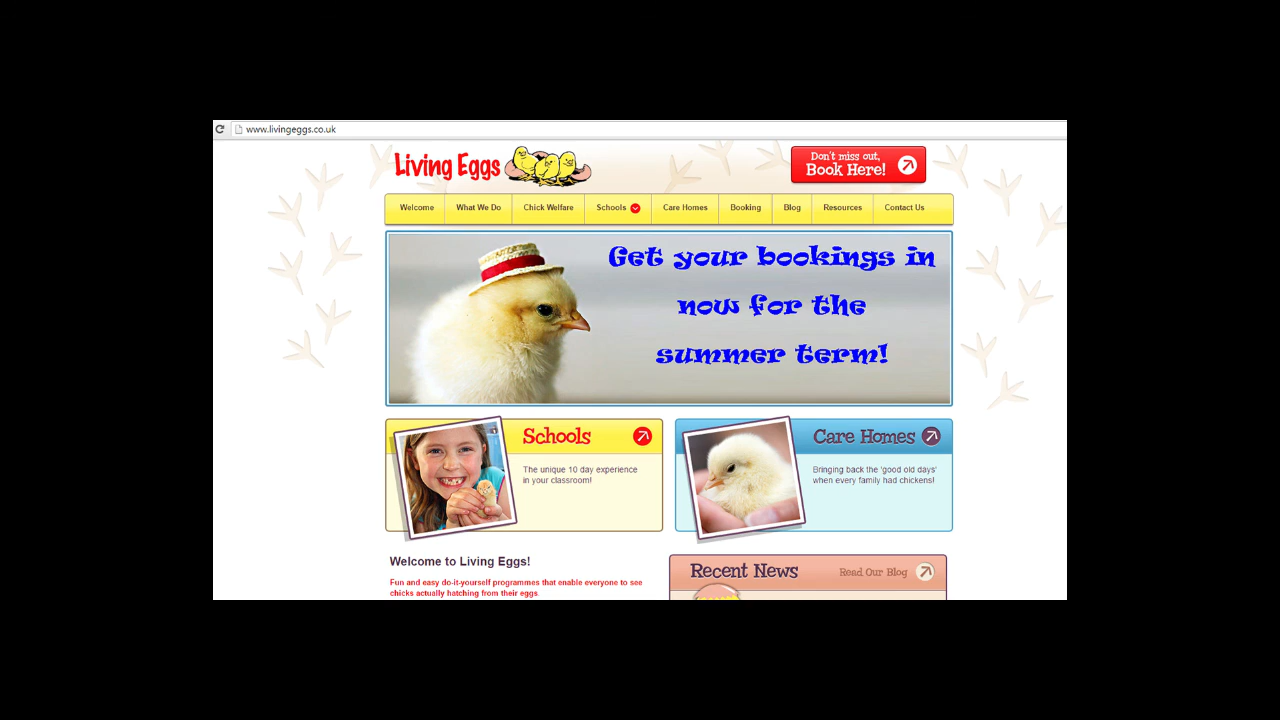 www.livingeggs.co.uk
Living Eggs
Don't miss out,
Book Here!
Welcome What We Do Chick Welfare Schools Care Homes Booking Blog Resources Contact Us
Get your bookings in
now for the
summer term!
Schools
The unique 10 day experience
in your classroom!
Care Homes
Bringing back the 'good old days'
when every family had chickens!
Welcome to Living Eggs!
Fun and easy do-it-yourself programmes that enable everyone to see
chicks actually hatching from their eggs
Recent News
Read Our Blog